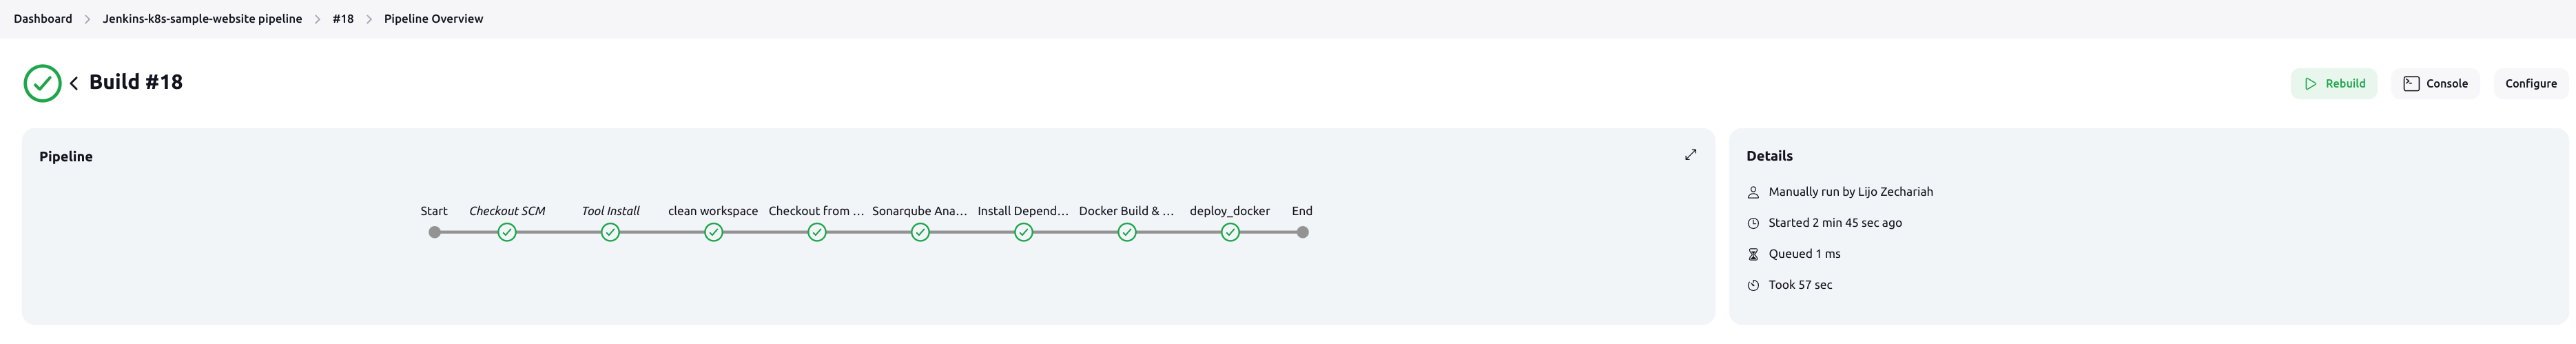 Dashboard > Jenkins-k8s-sample-website pipeline > #18 > Pipeline Overview
Build #18
Rebuild Console Configure
Pipeline
Start Checkout SCM Tool Install clean workspace Checkout from ... Sonarqube Ana... Install Depend... Docker Build & ... deploy_docker End
Details
Manually run by Lijo Zechariah
Started 2 min 45 sec ago
Queued 1 ms
Took 57 sec